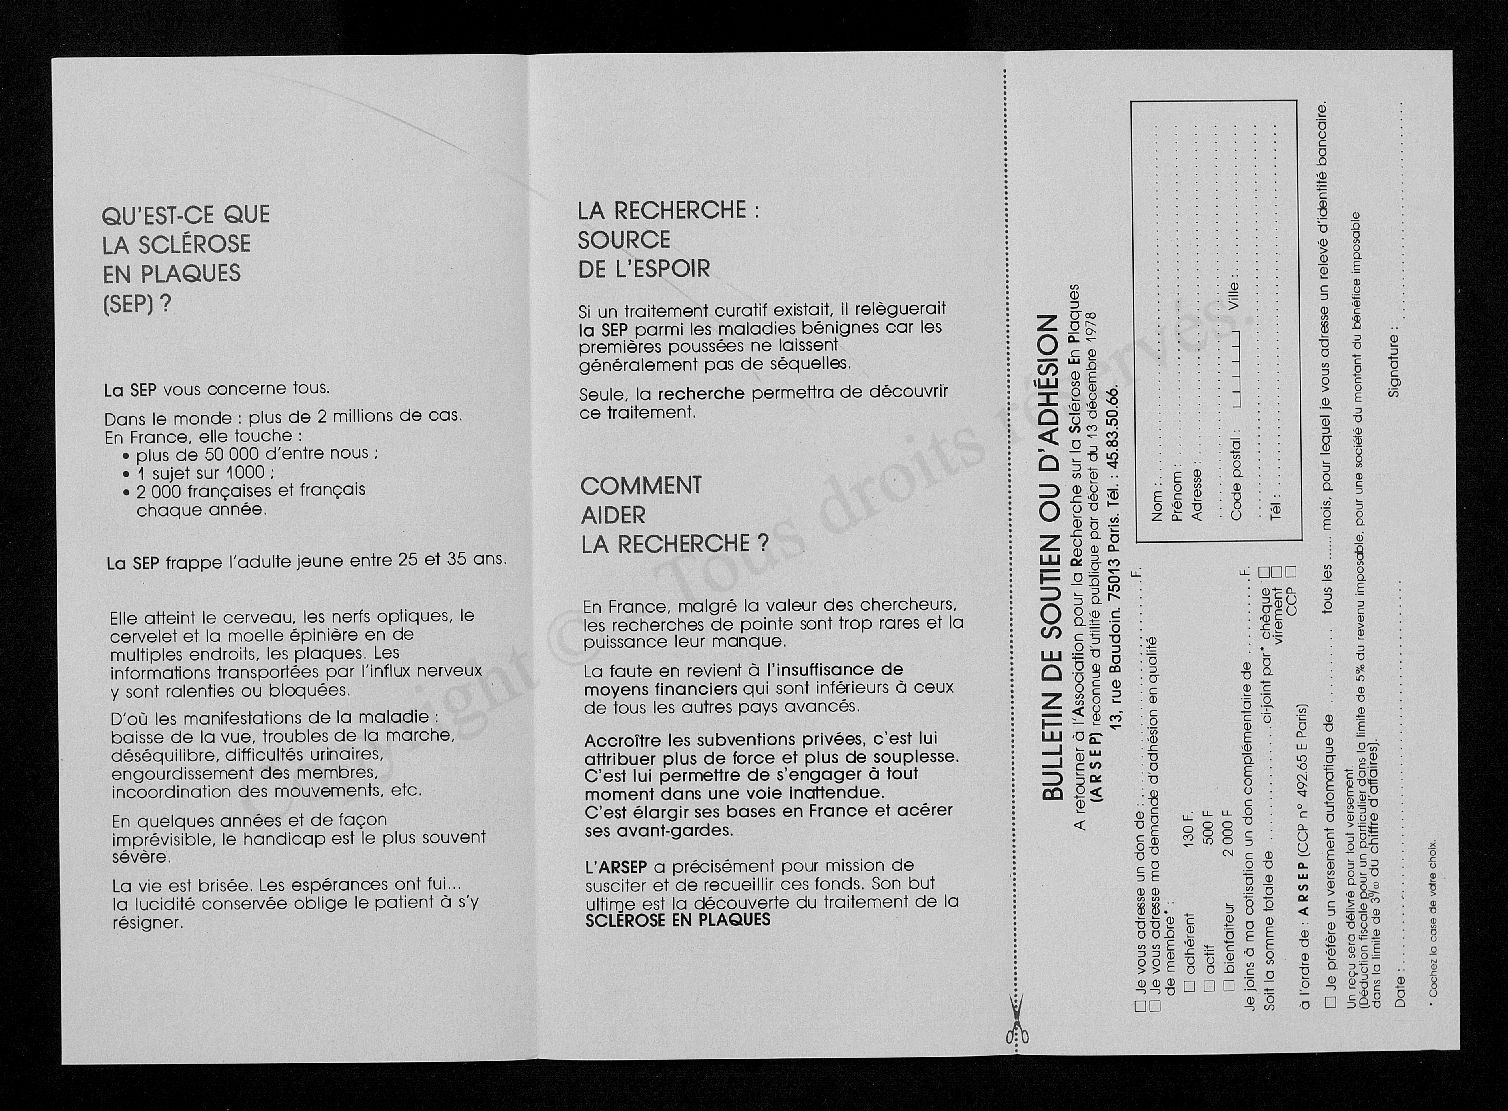 QU'EST-CE QUE
LA SCLÉROSE
EN PLAQUES
(SEP) ?
La SEP vous concerne tous.
Dans le monde : plus de 2 millions de cas.
En France, elle touche :
• plus de 50 000 d'entre nous ;
• 1 sujet sur 1000 ;
• 2 000 françaises et français
chaque année.
La SEP frappe l'adulte jeune entre 25 et 35 ans.
Elle atteint le cerveau, les nerfs optiques, le
cervelet et la moelle épinière en de
multiples endroits, les plaques. Les
informations transportées par l'influx nerveux
y sont ralenties ou bloquées.
D'où les manifestations de la maladie :
baisse de la vue, troubles de la marche,
déséquilibre, difficultés urinaires,
engourdissement des membres,
incoordination des mouvements, etc.
En quelques années et de façon
imprévisible, le handicap est le plus souvent
sévère.
La vie est brisée. Les espérances ont fui...
la lucidité conservée oblige le patient à s'y
résigner.
LA RECHERCHE :
SOURCE
DE L'ESPOIR
Si un traitement curatif existait, il relèguerait
la SEP parmi les maladies bénignes car les
premières poussées ne laissent
généralement pas de séquelles.
Seule, la recherche permettra de découvrir
ce traitement.
COMMENT
AIDER
LA RECHERCHE ?
En France, malgré la valeur des chercheurs,
les recherches de pointe sont trop rares et la
puissance leur manque.
La faute en revient à l'insuffisance de
moyens financiers qui sont inférieurs à ceux
de tous les autres pays avancés.
Accroître les subventions privées, c'est lui
attribuer plus de force et plus de souplesse.
C'est lui permettre de s'engager à tout
moment dans une voie inattendue.
C'est élargir ses bases en France et acérer
ses avant-gardes.
L'ARSEP a précisément pour mission de
susciter et de recueillir ces fonds. Son but
ultime est la découverte du traitement de la
SCLÉROSE EN PLAQUES
BULLETIN DE SOUTIEN OU D'ADHÉSION
A retourner à l'Association pour la Recherche sur la Sclérose En Plaques
(A R S E P) reconnue d'utilité publique par décret du 13 décembre 1978
13, rue Baudoin. 75013 Paris. Tél. : 45.83.50.66.
☐ Je vous adresse un don de : .......... F.
☐ Je vous adresse ma demande d'adhésion en qualité
de membre* :
☐ adhérent 130 F.
☐ actif 500 F
☐ bienfaiteur 2 000 F
Je joins à ma cotisation un don complémentaire de .......... F.
Soit la somme totale de .......... ci-joint par* chèque ☐
virement ☐
CCP ☐
Nom : ..........
Prénom : ..........
Adresse : ..........
Code postal : Ville : ..........
Tél : ..........
à l'ordre de : A R S E P (CCP n° 492 65 E Paris)
☐ Je préfère un versement automatique de .......... tous les ...... mois, pour lequel je vous adresse un relevé d'identité bancaire.
Un reçu sera délivré pour tout versement
(Déduction fiscale pour un particulier dans la limite de 5% du revenu imposable, pour une société du montant du bénéfice imposable
dans la limite de 3‰ du chiffre d'affaires).
Date : .......... Signature : ..........
* Cochez la case de votre choix.
Copyright © Tous droits réservés.